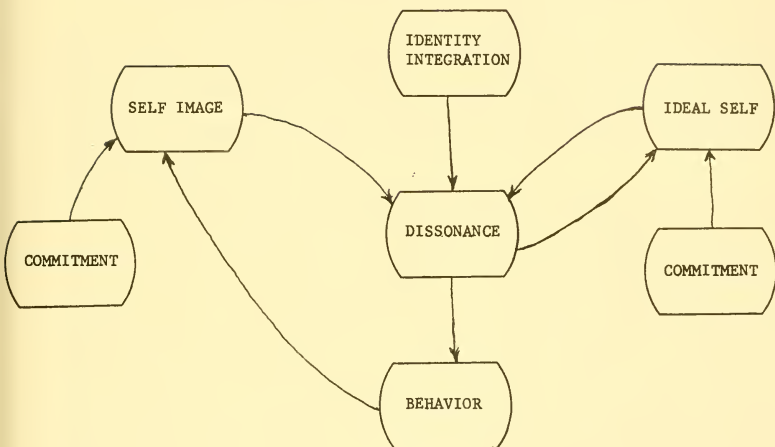 IDENTITY
INTEGRATION
SELF IMAGE
IDEAL SELF
DISSONANCE
COMMITMENT
COMMITMENT
BEHAVIOR